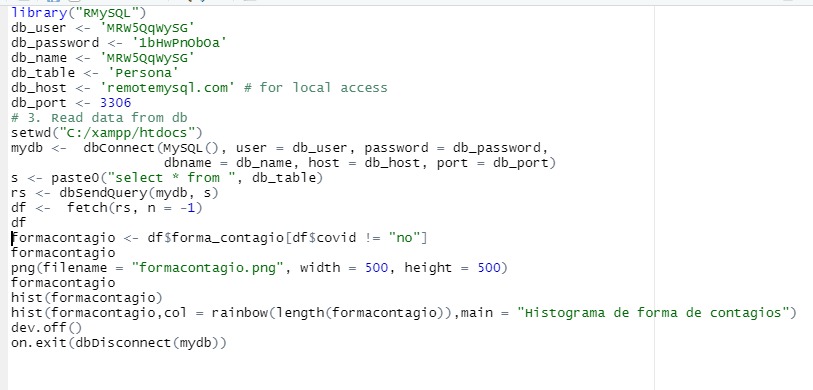 library("RMySQL")
db_user <- 'MRW5QqWySG'
db_password <- '1bHwPnObOa'
db_name <- 'MRW5QqWySG'
db_table <- 'Persona'
db_host <- 'remotemysql.com' # for local access
db_port <- 3306
# 3. Read data from db
setwd("C:/xampp/htdocs")
mydb <-  dbConnect(MySQL(), user = db_user, password = db_password,
                   dbname = db_name, host = db_host, port = db_port)
s <- paste0("select * from ", db_table)
rs <- dbSendQuery(mydb, s)
df <-  fetch(rs, n = -1)
df
formacontagio <- df$forma_contagio[df$covid != "no"]
formacontagio
png(filename = "formacontagio.png", width = 500, height = 500)
formacontagio
hist(formacontagio)
hist(formacontagio,col = rainbow(length(formacontagio)),main = "Histograma de forma de contagios")
dev.off()
on.exit(dbDisconnect(mydb))